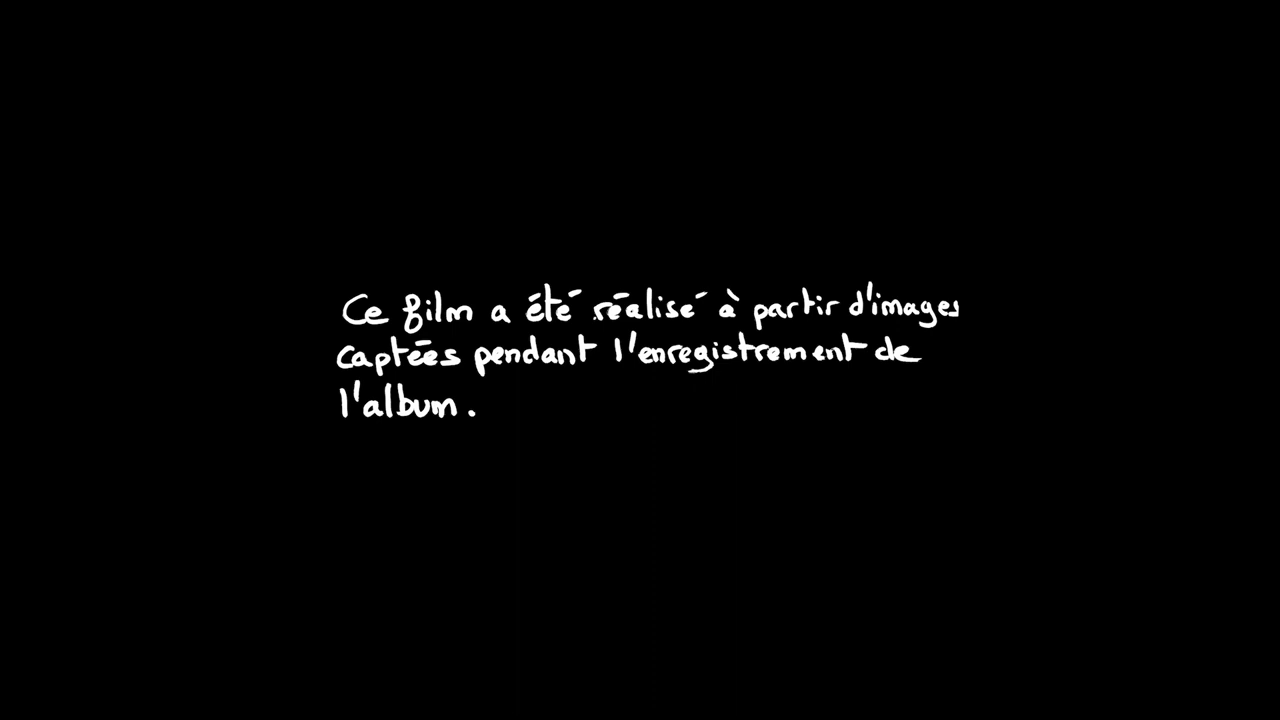 Ce film a été réalisé à partir d'images
captées pendant l'enregistrement de
l'album.